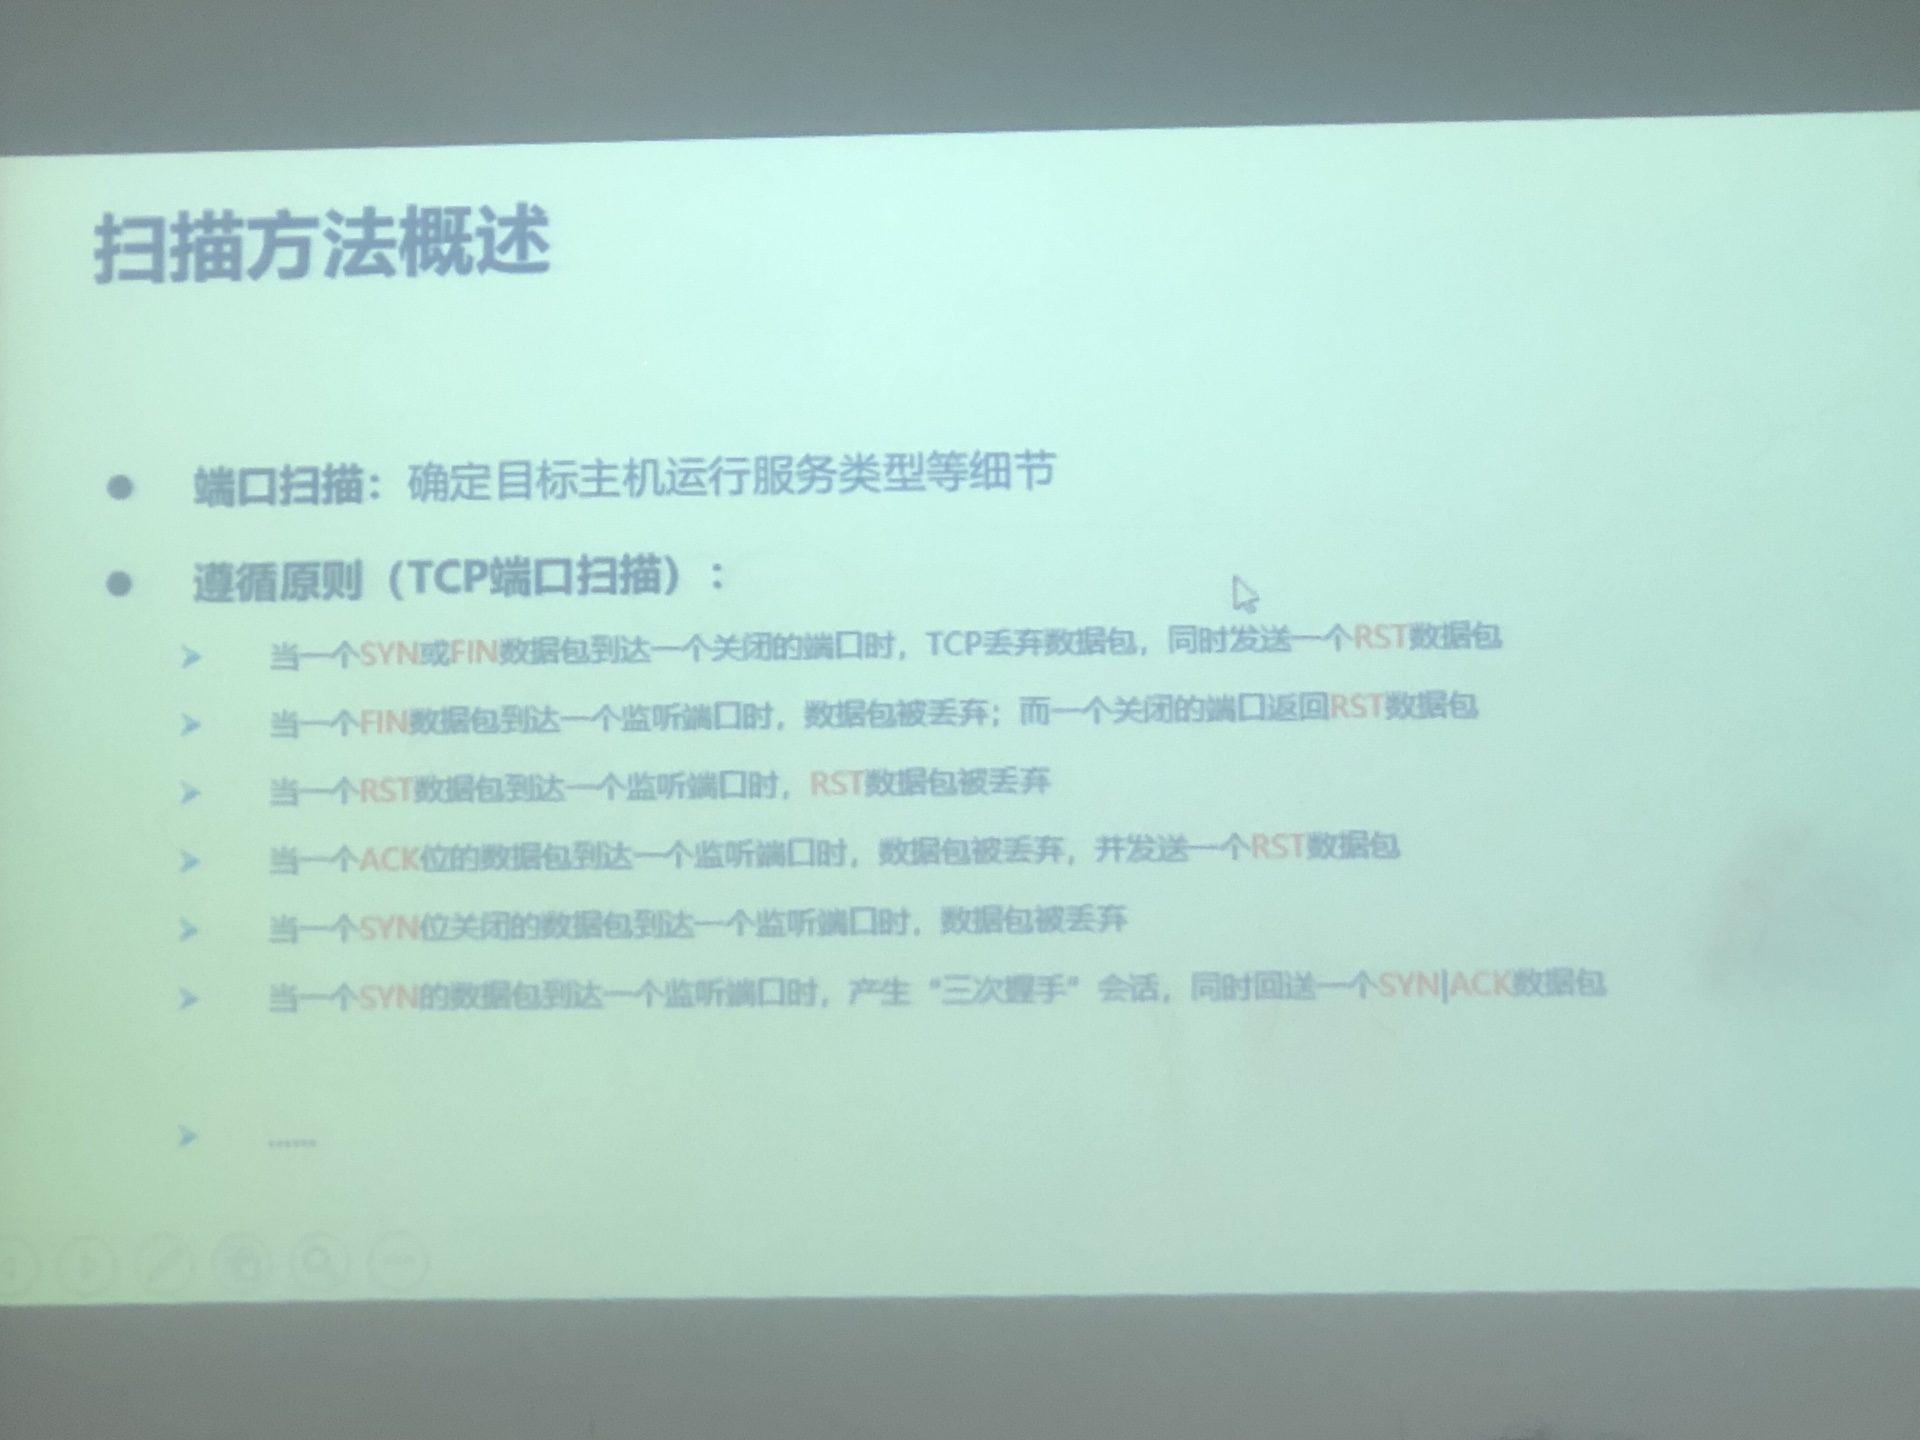 扫描方法概述
端口扫描：确定目标主机运行服务类型等细节
遵循原则（TCP端口扫描）：
当一个SYN或FIN数据包到达一个关闭的端口时，TCP丢弃数据包，同时发送一个RST数据包
当一个FIN数据包到达一个监听端口时，数据包被丢弃；而一个关闭的端口返回RST数据包
当一个RST数据包到达一个监听端口时，RST数据包被丢弃
当一个ACK位的数据包到达一个监听端口时，数据包被丢弃，并发送一个RST数据包
当一个SYN位关闭的数据包到达一个监听端口时，数据包被丢弃
当一个SYN的数据包到达一个监听端口时，产生“三次握手”会话，同时回送一个SYN|ACK数据包
......